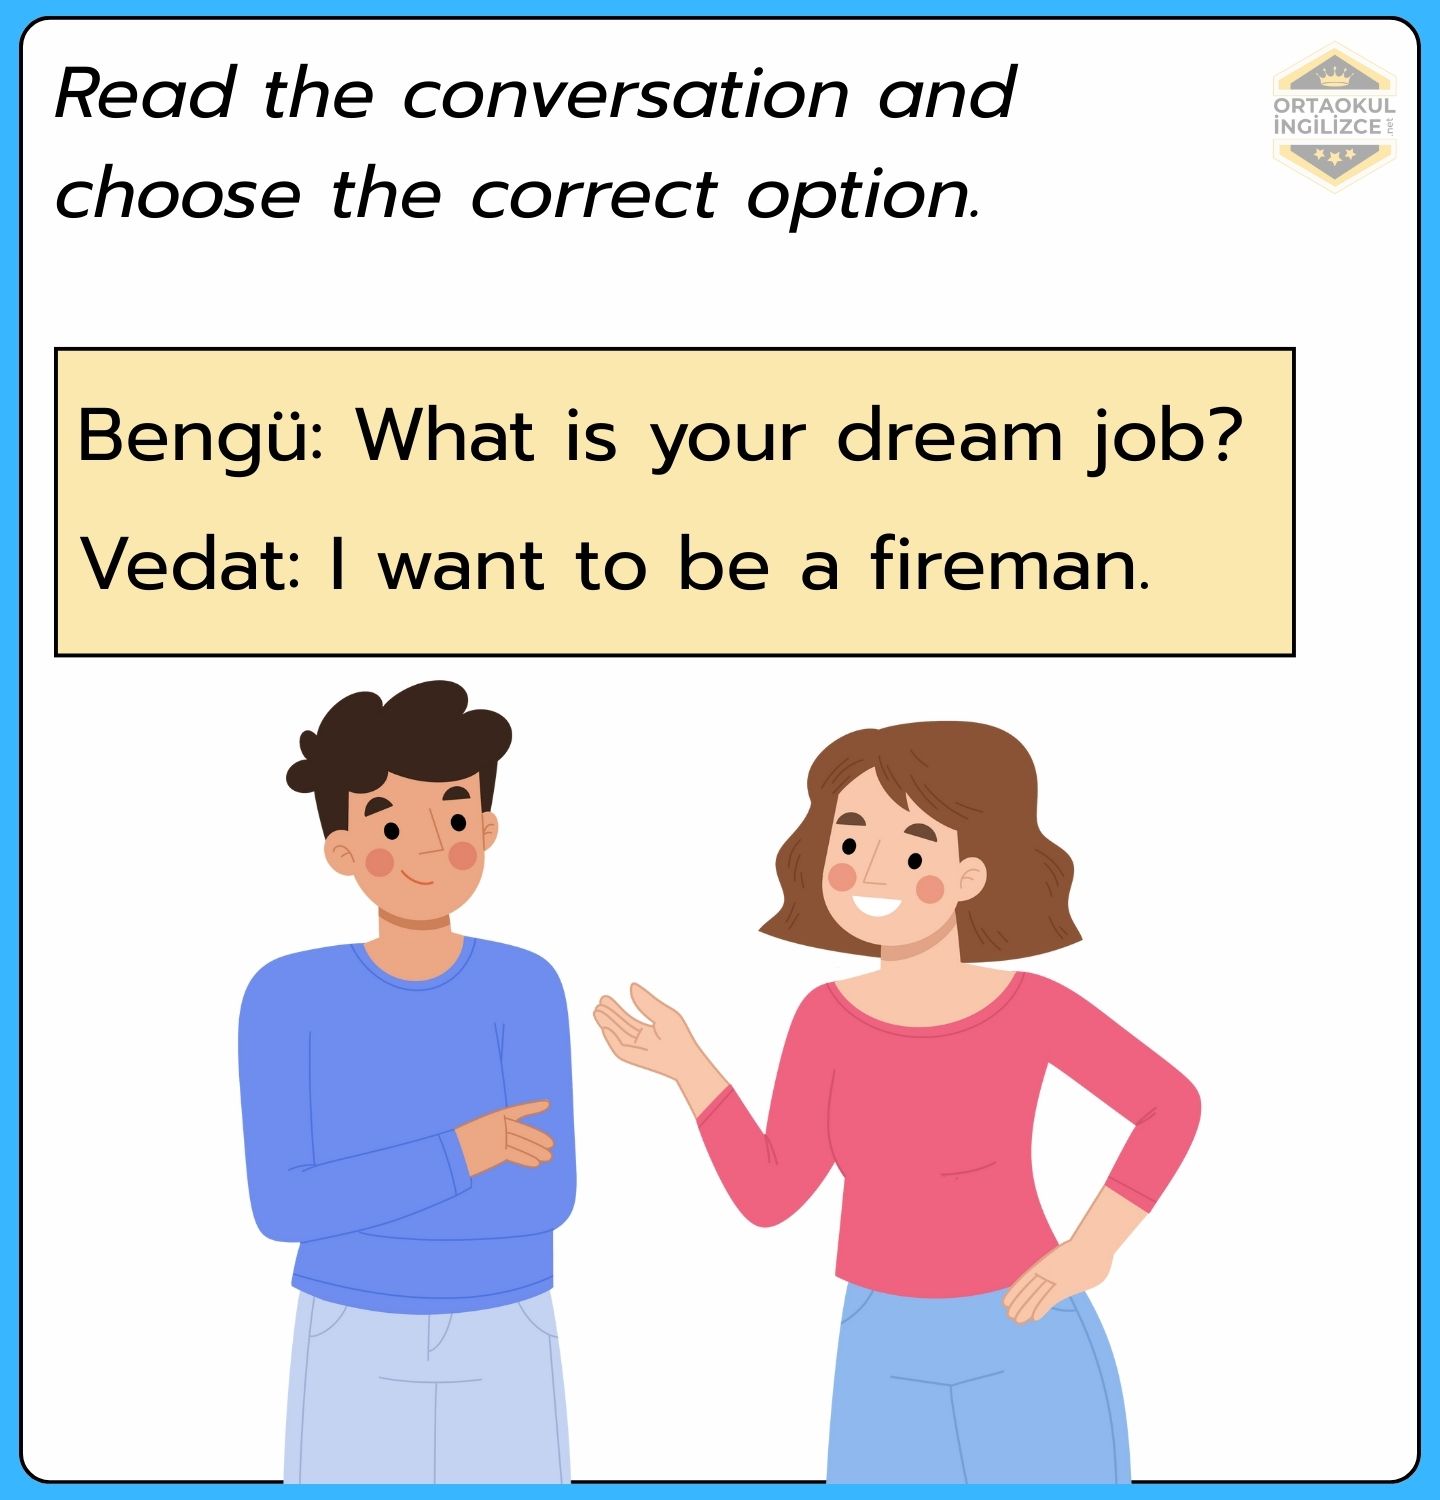 Read the conversation and
choose the correct option.
ORTAOKUL
İNGİLİZCE
.net
Bengü: What is your dream job?
Vedat: I want to be a fireman.